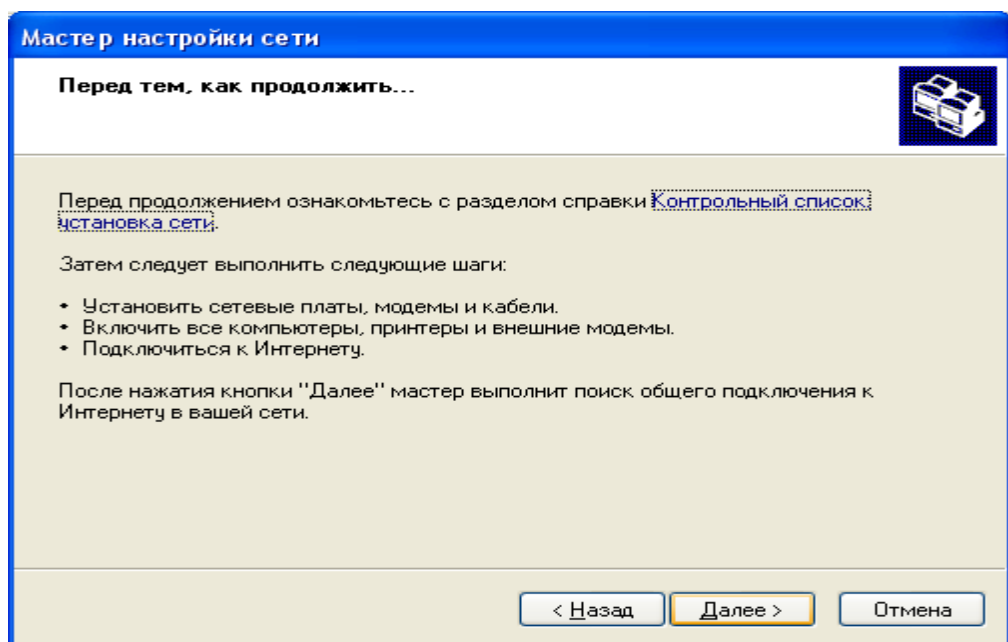 Мастер настройки сети
Перед тем, как продолжить...
Перед продолжением ознакомьтесь с разделом справки Контрольный список:
установка сети.
Затем следует выполнить следующие шаги:
• Установить сетевые платы, модемы и кабели.
• Включить все компьютеры, принтеры и внешние модемы.
• Подключиться к Интернету.
После нажатия кнопки "Далее" мастер выполнит поиск общего подключения к
Интернету в вашей сети.
< Назад Далее > Отмена